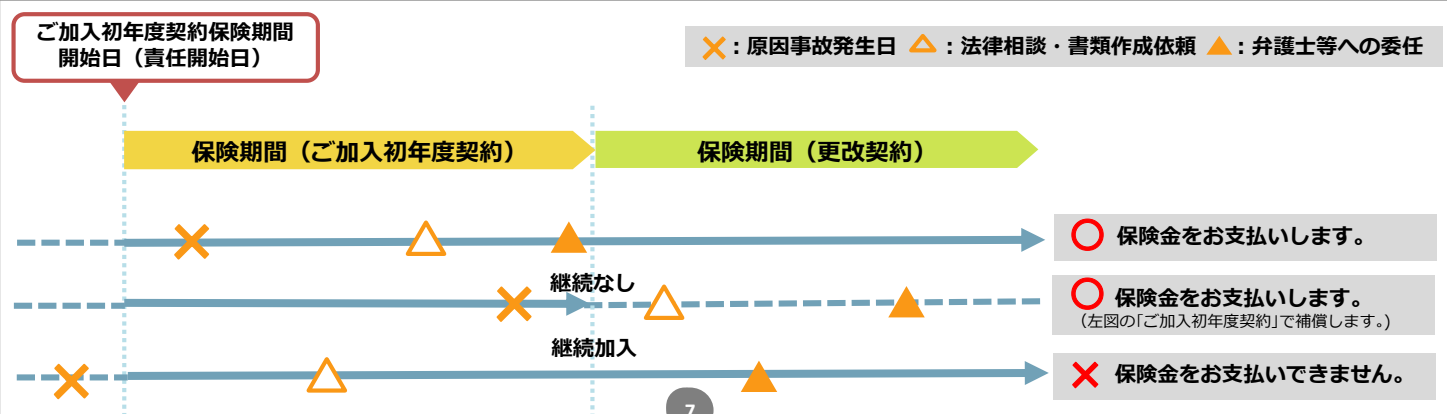 ご加入初年度契約保険期間
開始日（責任開始日）
：原因事故発生日 ：法律相談・書類作成依頼 ：弁護士等への委任
保険期間（ご加入初年度契約）
保険期間（更改契約）
保険金をお支払いします。
継続なし
保険金をお支払いします。
（左図の｢ご加入初年度契約｣で補償します。)
継続加入
保険金をお支払いできません。
7